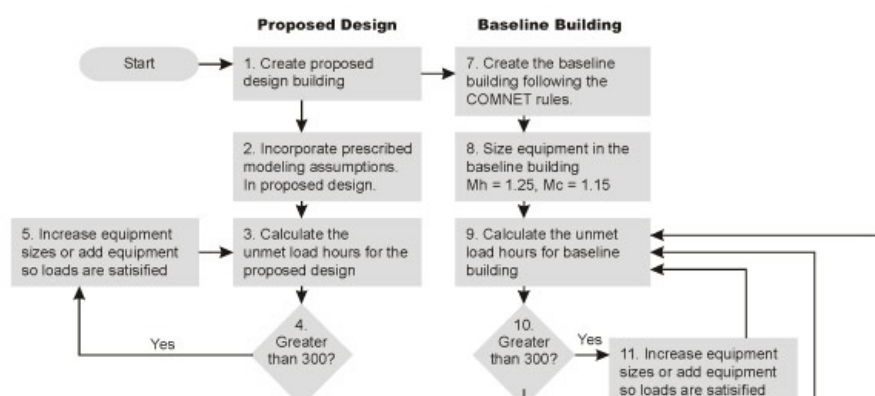 Proposed Design
Baseline Building
Start
1. Create proposed
design building
7. Create the baseline
building following the
COMNET rules.
2. Incorporate prescribed
modeling assumptions.
In proposed design.
8. Size equipment in the
baseline building
Mh = 1.25, Mc = 1.15
5. Increase equipment
sizes or add equipment
so loads are satisified
3. Calculate the
unmet load hours for the
proposed design
9. Calculate the unmet
load hours for baseline
building
4.
Greater
than 300?
Yes
10.
Greater
than 300?
Yes
11. Increase equipment
sizes or add equipment
so loads are satisified